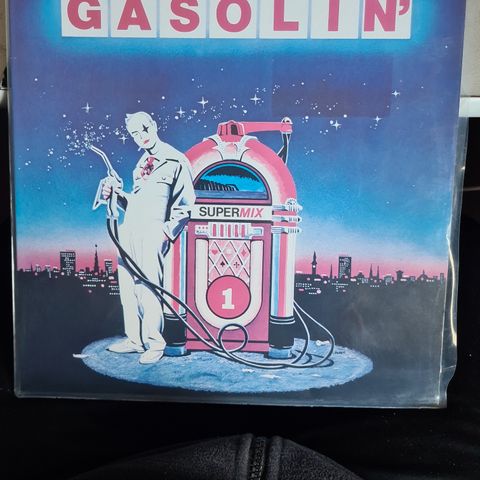 GASOLIN'
SUPERMIX
1